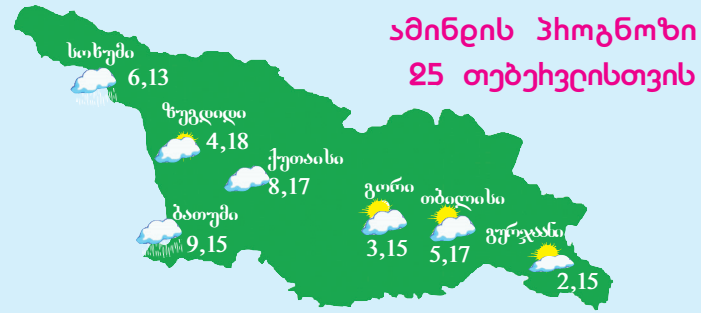 ამინდის პროგნოზი
25 თებერვლისთვის
სოხუმი
6,13
ზუგდიდი
4,18
ქუთაისი
8,17
გორი
3,15
თბილისი
5,17
ბათუმი
9,15
გურჯაანი
2,15